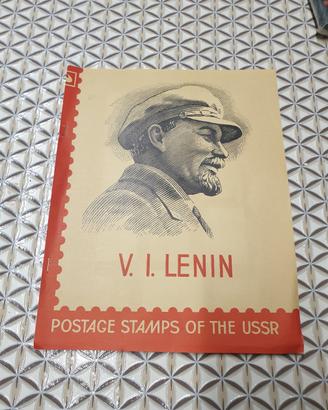 V. I. LENIN
POSTAGE STAMPS OF THE USSR